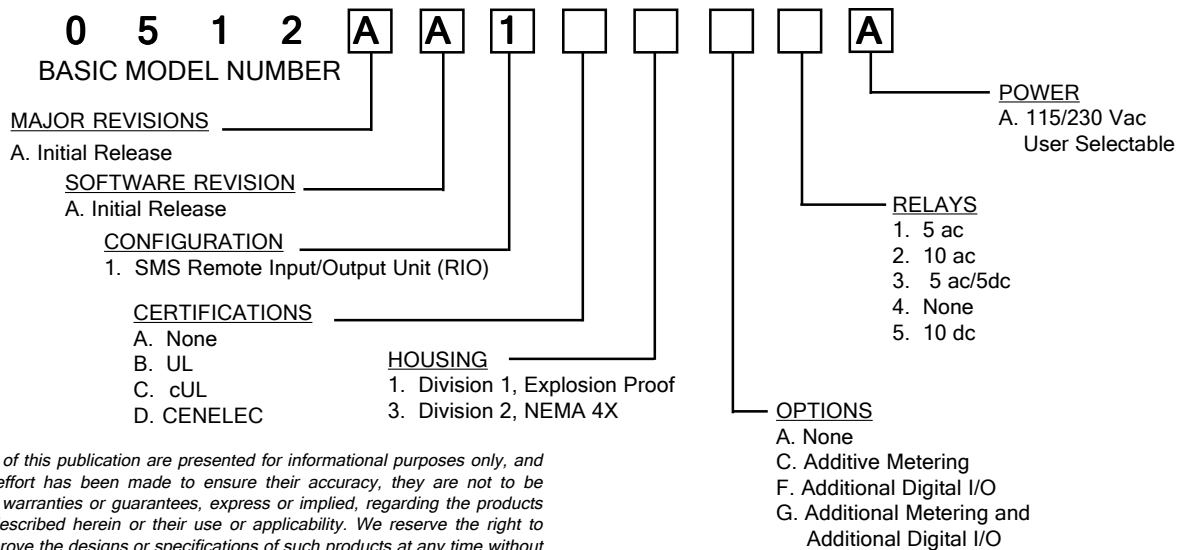 0 5 1 2 A A 1 A
BASIC MODEL NUMBER
MAJOR REVISIONS
A. Initial Release
SOFTWARE REVISION
A. Initial Release
CONFIGURATION
1. SMS Remote Input/Output Unit (RIO)
CERTIFICATIONS
A. None
B. UL
C. cUL
D. CENELEC
HOUSING
1. Division 1, Explosion Proof
3. Division 2, NEMA 4X
OPTIONS
A. None
C. Additive Metering
F. Additional Digital I/O
G. Additional Metering and
Additional Digital I/O
RELAYS
1. 5 ac
2. 10 ac
3. 5 ac/5dc
4. None
5. 10 dc
POWER
A. 115/230 Vac
User Selectable
of this publication are presented for informational purposes only, and
effort has been made to ensure their accuracy, they are not to be
warranties or guarantees, express or implied, regarding the products
escribed herein or their use or applicability. We reserve the right to
prove the designs or specifications of such products at any time without